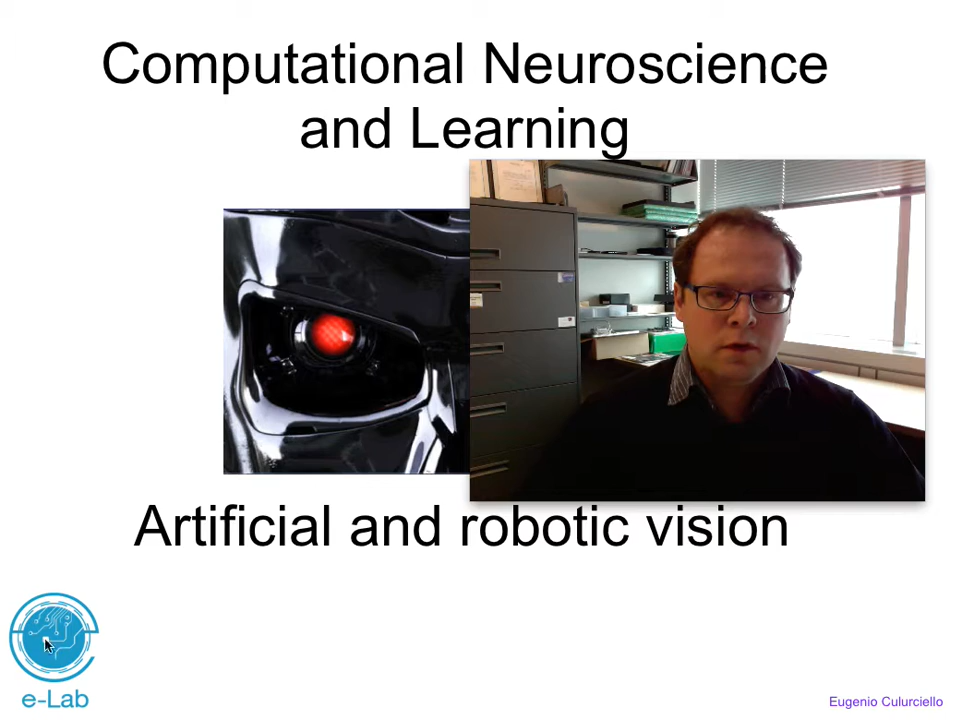 Computational Neuroscience
and Learning
Artificial and robotic vision
e-Lab
Eugenio Culurciello